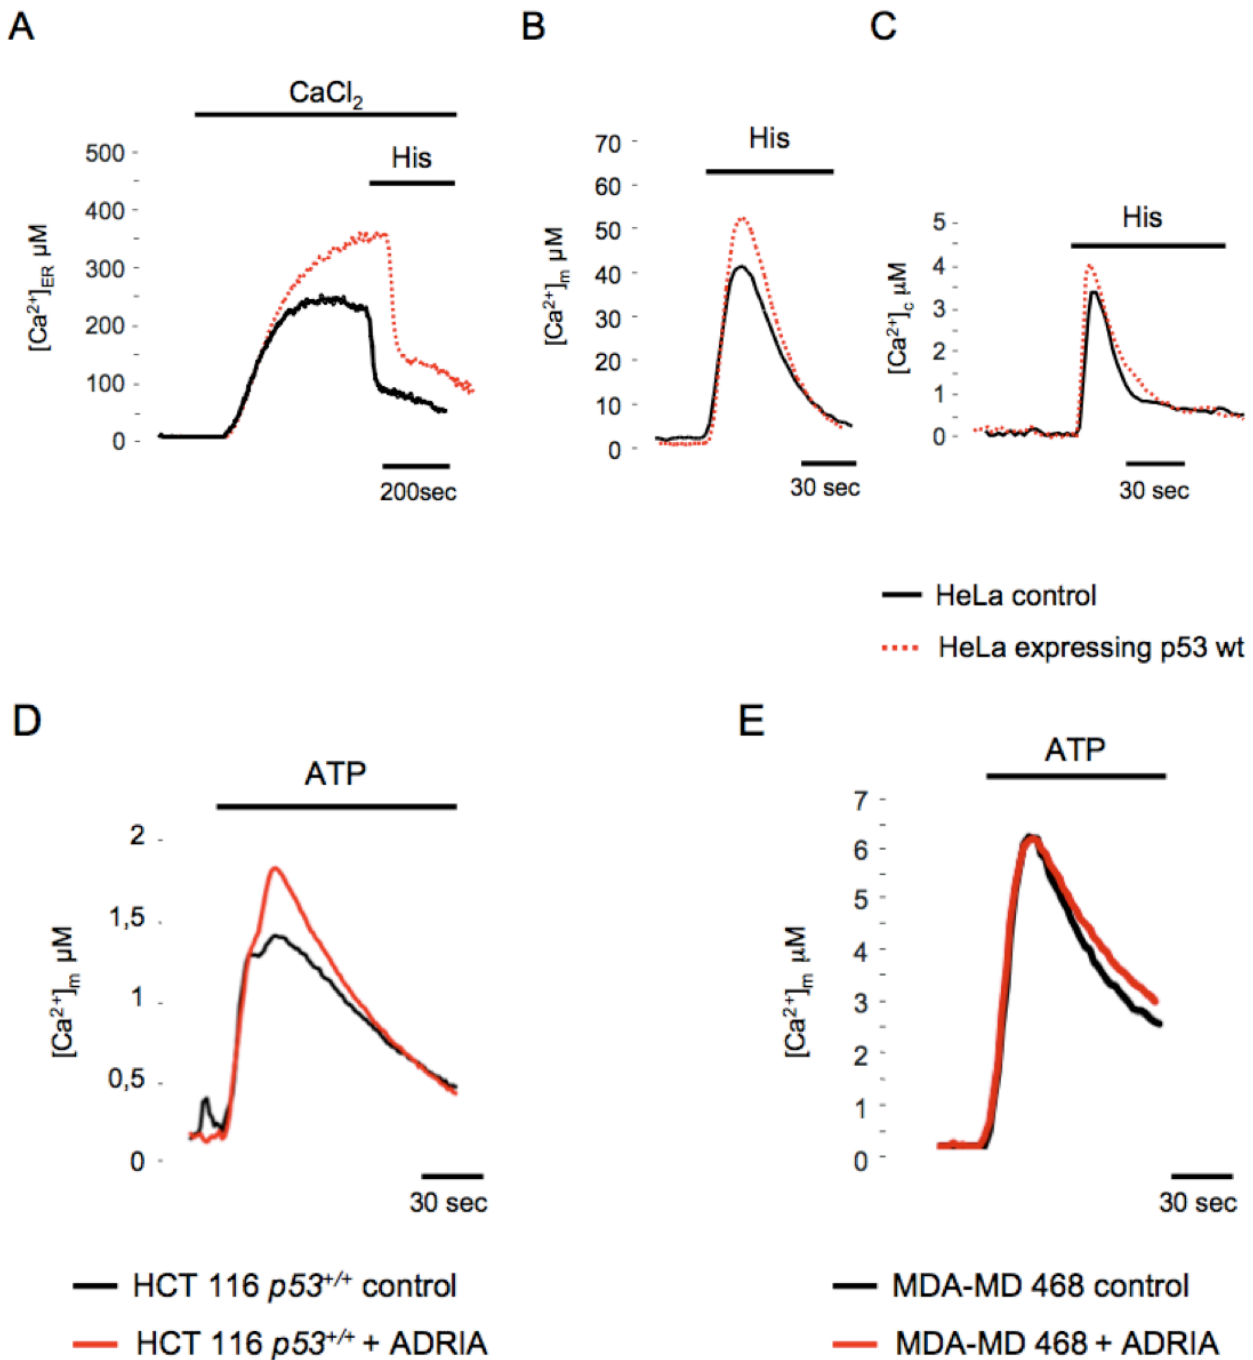 A
CaCl₂
His
500
400
300
200
100
0
[Ca²⁺]ER µM
200sec
B
His
70
60
50
40
30
20
10
0
[Ca²⁺]m µM
30 sec
C
His
5
4
3
2
1
0
[Ca²⁺]c µM
30 sec
HeLa control
HeLa expressing p53 wt
D
ATP
2
1,5
1
0,5
0
[Ca²⁺]m µM
30 sec
HCT 116 p53⁺/⁺ control
HCT 116 p53⁺/⁺ + ADRIA
E
ATP
7
6
5
4
3
2
1
0
[Ca²⁺]m µM
30 sec
MDA-MD 468 control
MDA-MD 468 + ADRIA